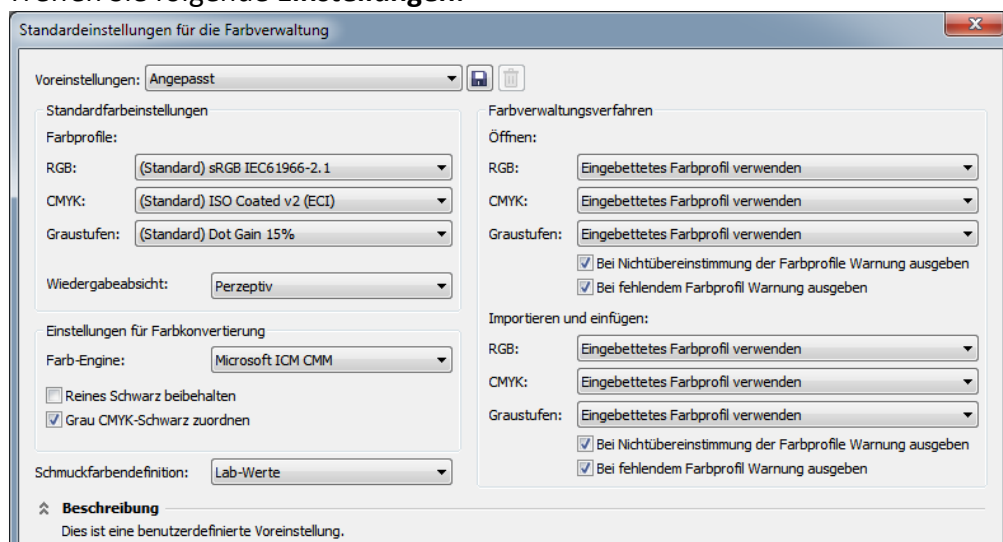 Standardeinstellungen für die Farbverwaltung
Voreinstellungen: Angepasst
Standardfarbeinstellungen
Farbprofile:
RGB: (Standard) sRGB IEC61966-2.1
CMYK: (Standard) ISO Coated v2 (ECI)
Graustufen: (Standard) Dot Gain 15%
Wiedergabeabsicht: Perzeptiv
Einstellungen für Farbkonvertierung
Farb-Engine: Microsoft ICM CMM
Reines Schwarz beibehalten
Grau CMYK-Schwarz zuordnen
Schmuckfarbendefinition: Lab-Werte
Farbverwaltungsverfahren
Öffnen:
RGB: Eingebettetes Farbprofil verwenden
CMYK: Eingebettetes Farbprofil verwenden
Graustufen: Eingebettetes Farbprofil verwenden
Bei Nichtübereinstimmung der Farbprofile Warnung ausgeben
Bei fehlendem Farbprofil Warnung ausgeben
Importieren und einfügen:
RGB: Eingebettetes Farbprofil verwenden
CMYK: Eingebettetes Farbprofil verwenden
Graustufen: Eingebettetes Farbprofil verwenden
Bei Nichtübereinstimmung der Farbprofile Warnung ausgeben
Bei fehlendem Farbprofil Warnung ausgeben
Beschreibung
Dies ist eine benutzerdefinierte Voreinstellung.